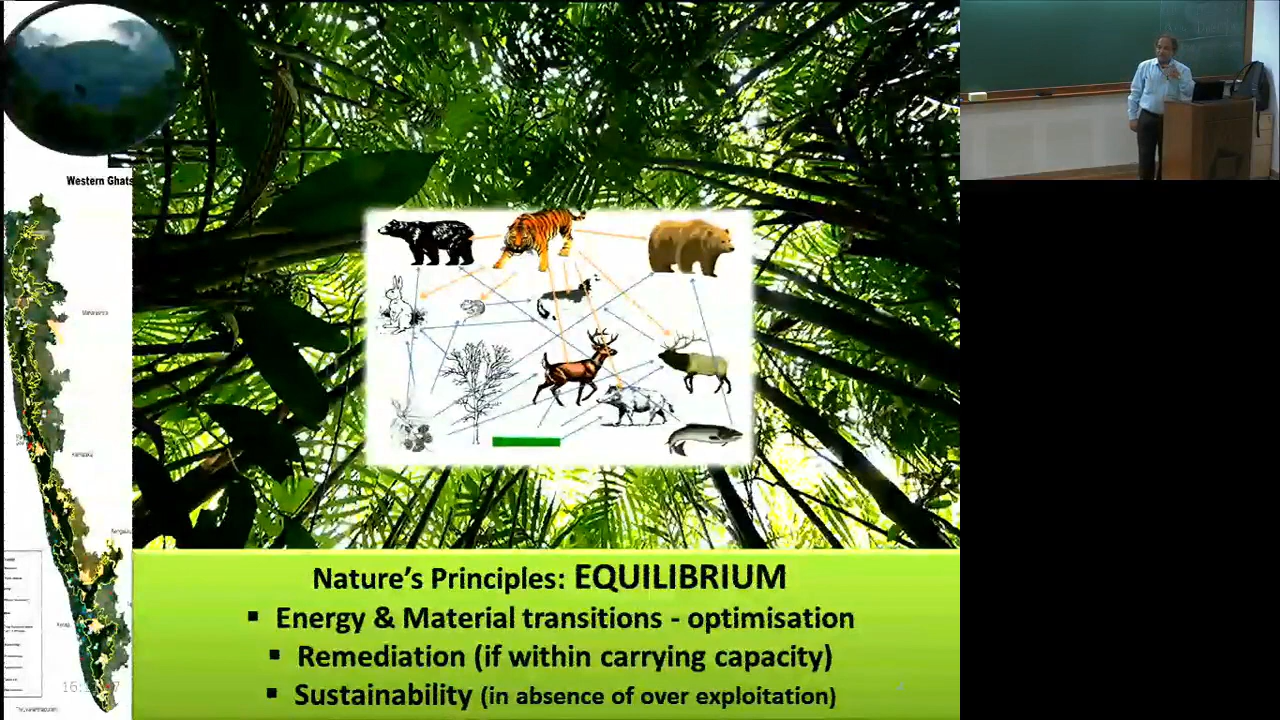 Western Ghats
Nature's Principles: EQUILIBRIUM
▪ Energy & Material transitions - optimisation
▪ Remediation (if within carrying capacity)
▪ Sustainability (in absence of over exploitation)